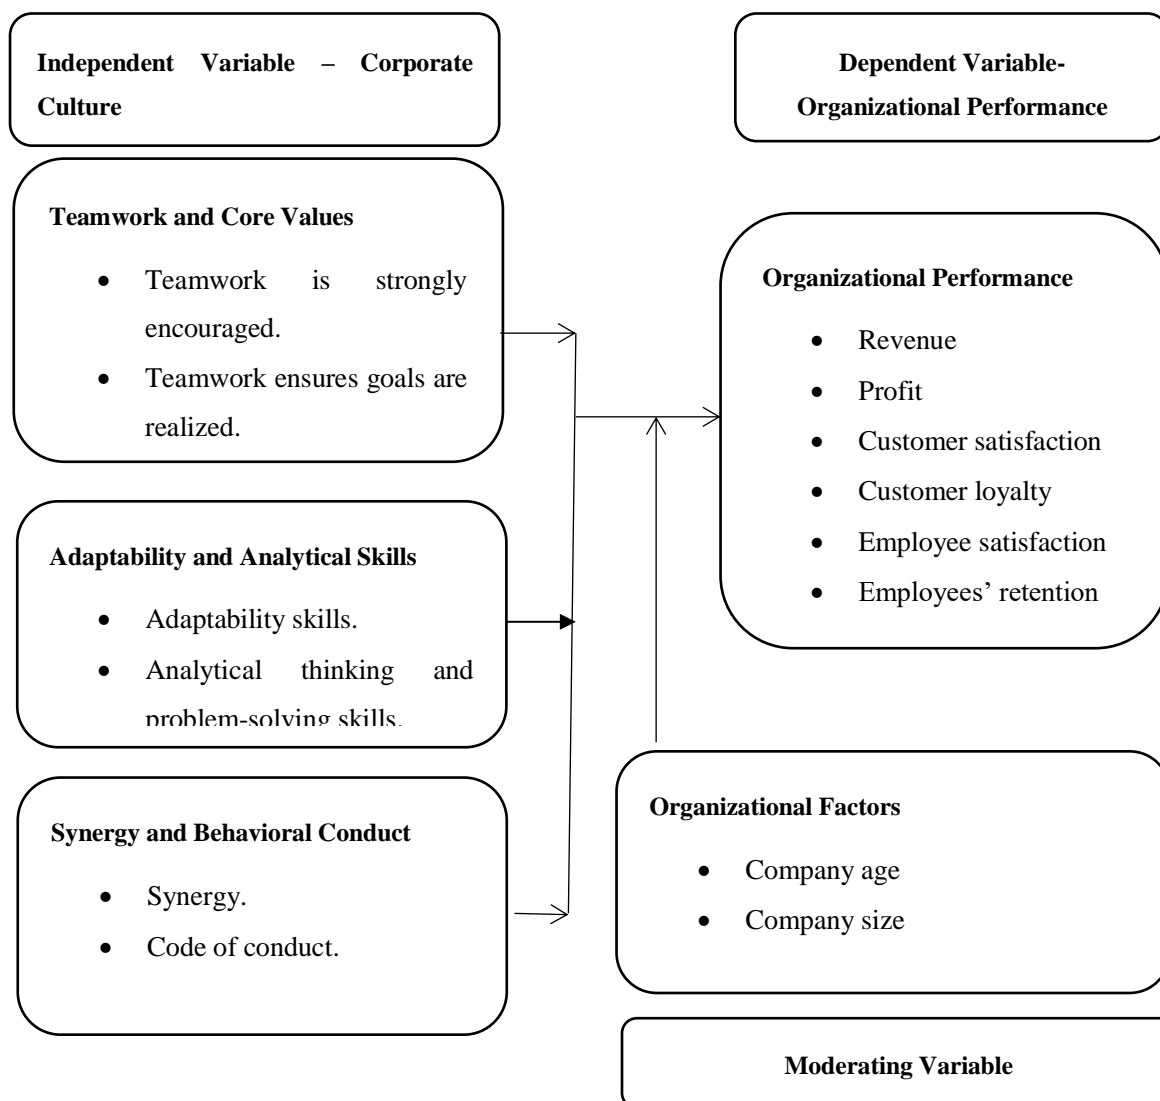 Independent Variable – Corporate
Culture
Dependent Variable-
Organizational Performance
Teamwork and Core Values
• Teamwork is strongly
encouraged.
• Teamwork ensures goals are
realized.
Adaptability and Analytical Skills
• Adaptability skills.
• Analytical thinking and
problem-solving skills.
Synergy and Behavioral Conduct
• Synergy.
• Code of conduct.
Organizational Performance
• Revenue
• Profit
• Customer satisfaction
• Customer loyalty
• Employee satisfaction
• Employees’ retention
Organizational Factors
• Company age
• Company size
Moderating Variable